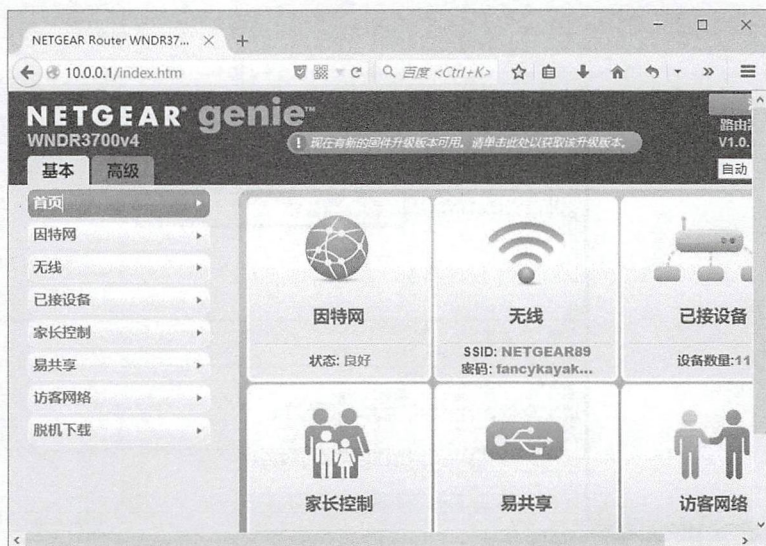 NETGEAR Router WNDR37...
10.0.0.1/index.htm
百度 <Ctrl+K>
NETGEAR® genie™
WNDR3700v4
现在有新的固件升级版本可用。请单击此处以获取该升级版本。
路由器
V1.0.
基本 高级
自动
首页
因特网
无线
已接设备
家长控制
易共享
访客网络
脱机下载
因特网
状态: 良好
无线
SSID: NETGEAR89
密码: fancykayak...
已接设备
设备数量:11
家长控制
易共享
访客网络